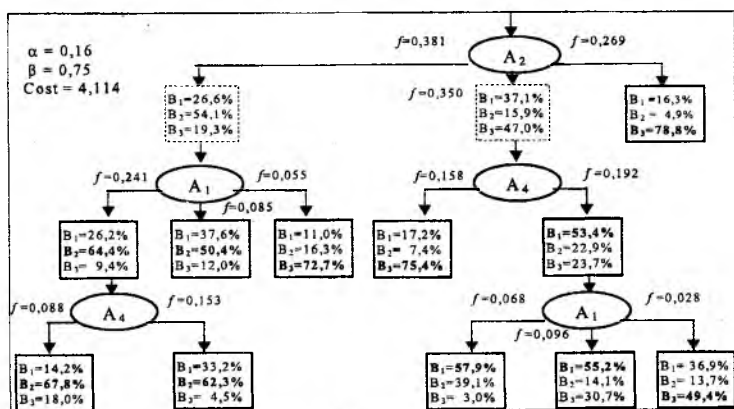 α = 0,16
β = 0,75
Cost = 4,114
f=0,381
A₂
f=0,269
B₁=26,6%
B₂=54,1%
B₃=19,3%
f=0,350
B₁=37,1%
B₂=15,9%
B₃=47,0%
B₁=16,3%
B₂= 4,9%
B₃=78,8%
f=0,241
A₁
f=0,055
f=0,085
f=0,158
A₄
f=0,192
B₁=26,2%
B₂=64,4%
B₃= 9,4%
B₁=37,6%
B₂=50,4%
B₃=12,0%
B₁=11,0%
B₂=16,3%
B₃=72,7%
B₁=17,2%
B₂= 7,4%
B₃=75,4%
B₁=53,4%
B₂=22,9%
B₃=23,7%
f=0,088
A₄
f=0,153
f=0,068
A₁
f=0,028
f=0,096
B₁=14,2%
B₂=67,8%
B₃=18,0%
B₁=33,2%
B₂=62,3%
B₃= 4,5%
B₁=57,9%
B₂=39,1%
B₃= 3,0%
B₁=55,2%
B₂=14,1%
B₃=30,7%
B₁=36,9%
B₂=13,7%
B₃=49,4%